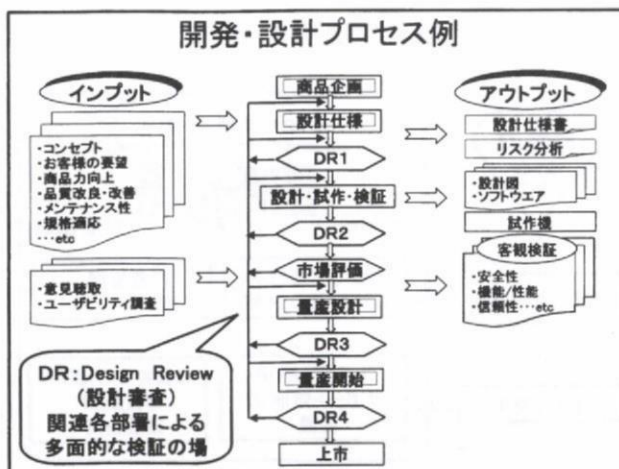 開発・設計プロセス例
インプット
・コンセプト
・お客様の要望
・商品力向上
・品質改良・改善
・メンテナンス性
・規格適応
…etc
・意見聴取
・ユーザビリティ調査
DR:Design Review
(設計審査)
関連各部署による
多面的な検証の場
商品企画
設計仕様
DR1
設計・試作・検証
DR2
市場評価
量産設計
DR3
量産開始
DR4
上市
アウトプット
設計仕様書
リスク分析
・設計図
・ソフトウエア
試作機
客観検証
・安全性
・機能/性能
・信頼性…etc